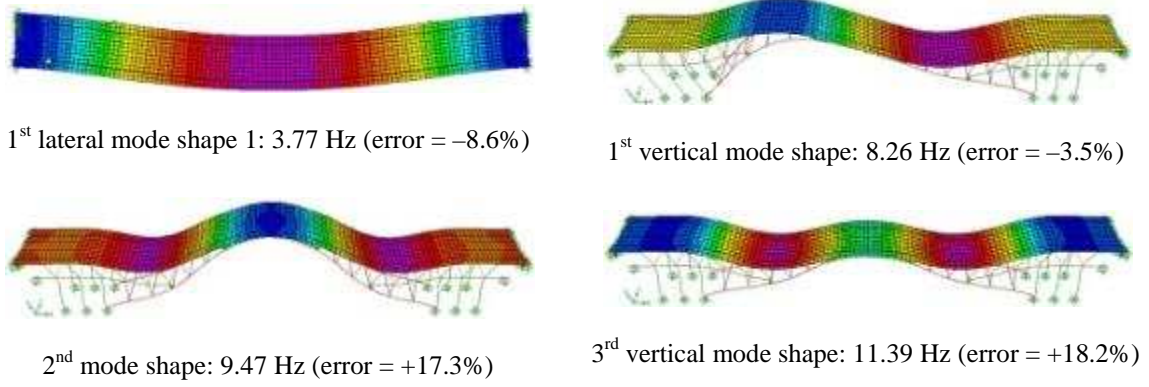 1st lateral mode shape 1: 3.77 Hz (error = –8.6%)
1st vertical mode shape: 8.26 Hz (error = –3.5%)
2nd mode shape: 9.47 Hz (error = +17.3%)
3rd vertical mode shape: 11.39 Hz (error = +18.2%)